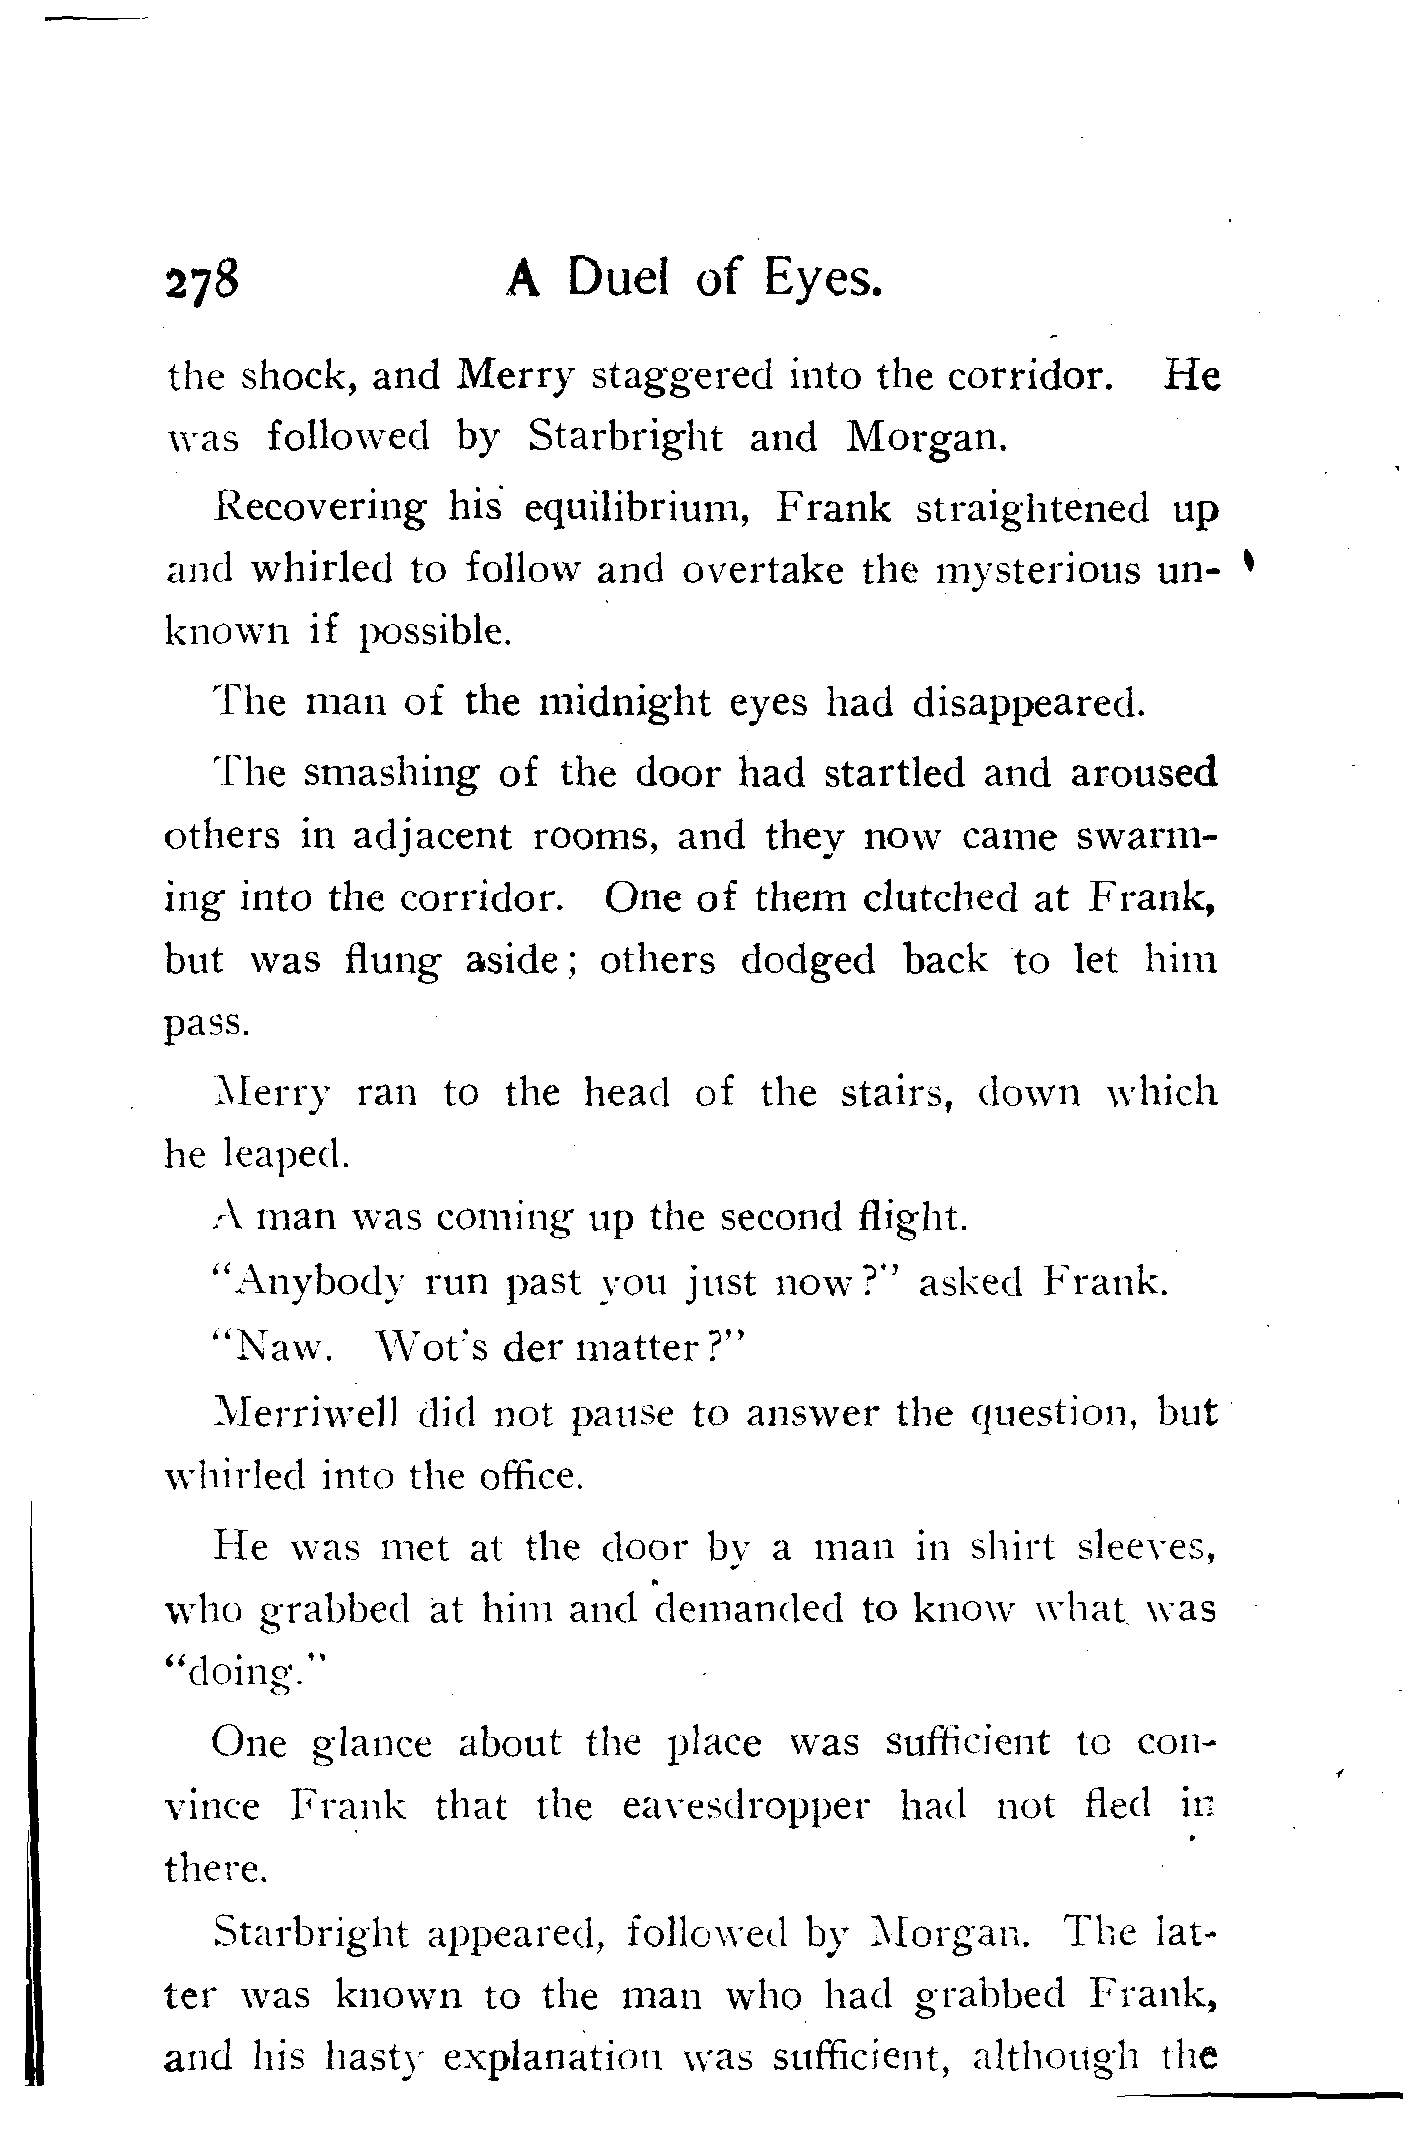 278 A Duel of Eyes.
the shock, and Merry staggered into the corridor. He
was followed by Starbright and Morgan.
Recovering his equilibrium, Frank straightened up
and whirled to follow and overtake the mysterious un-
known if possible.
The man of the midnight eyes had disappeared.
The smashing of the door had startled and aroused
others in adjacent rooms, and they now came swarm-
ing into the corridor. One of them clutched at Frank,
but was flung aside; others dodged back to let him
pass.
Merry ran to the head of the stairs, down which
he leaped.
A man was coming up the second flight.
"Anybody run past you just now?" asked Frank.
"Naw. Wot's der matter?"
Merriwell did not pause to answer the question, but
whirled into the office.
He was met at the door by a man in shirt sleeves,
who grabbed at him and demanded to know what was
"doing."
One glance about the place was sufficient to con-
vince Frank that the eavesdropper had not fled in
there.
Starbright appeared, followed by Morgan. The lat-
ter was known to the man who had grabbed Frank,
and his hasty explanation was sufficient, although the